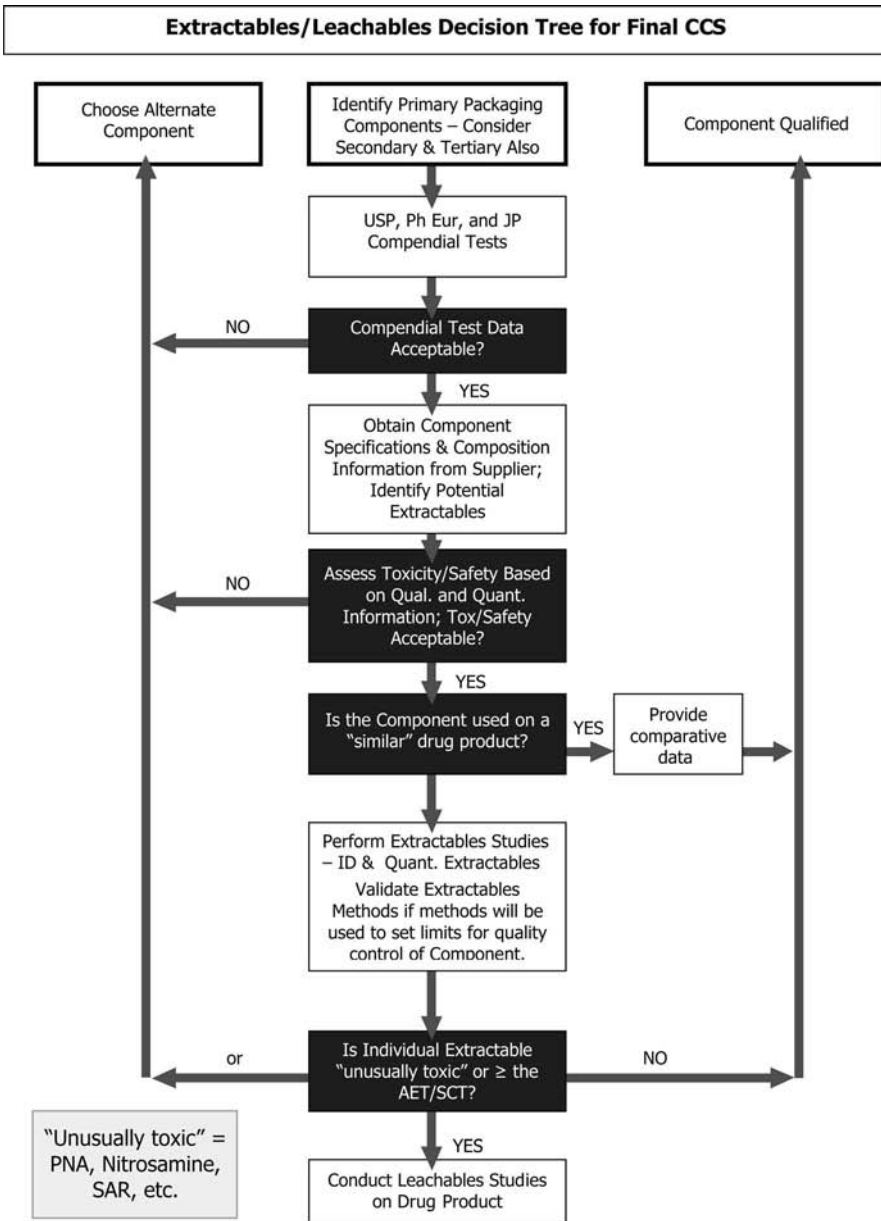 Extractables/Leachables Decision Tree for Final CCS
Choose Alternate
Component
Identify Primary Packaging
Components – Consider
Secondary & Tertiary Also
Component Qualified
USP, Ph Eur, and JP
Compendial Tests
NO
Compendial Test Data
Acceptable?
YES
Obtain Component
Specifications & Composition
Information from Supplier;
Identify Potential
Extractables
NO
Assess Toxicity/Safety Based
on Qual. and Quant.
Information; Tox/Safety
Acceptable?
YES
Is the Component used on a
“similar” drug product?
YES
Provide
comparative
data
Perform Extractables Studies
– ID & Quant. Extractables
Validate Extractables
Methods if methods will be
used to set limits for quality
control of Component.
or
Is Individual Extractable
“unusually toxic” or ≥ the
AET/SCT?
NO
YES
“Unusually toxic” =
PNA, Nitrosamine,
SAR, etc.
Conduct Leachables Studies
on Drug Product